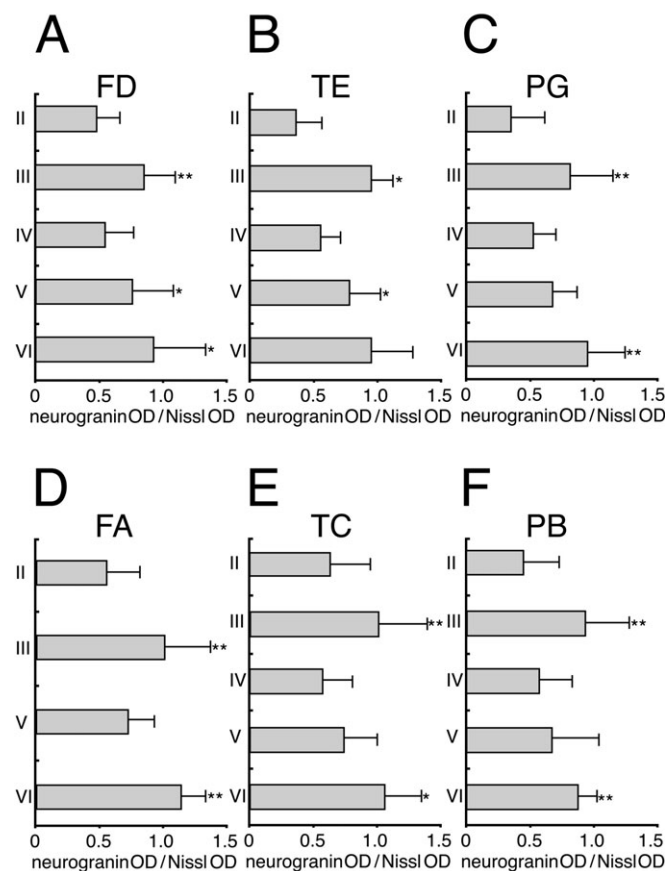 A B C
FD TE PG
II II II
III ** III * III **
IV IV IV
V * V * V
VI * VI VI **
0 0.5 1.0 1.5 0 0.5 1.0 1.5 0 0.5 1.0 1.5
neurogranin OD / Nissl OD neurogranin OD / Nissl OD neurogranin OD / Nissl OD
D E F
FA TC PB
II II II
III ** III ** III **
IV IV
V V V
VI ** VI * VI **
0 0.5 1.0 1.5 0 0.5 1.0 1.5 0 0.5 1.0 1.5
neurogranin OD / Nissl OD neurogranin OD / Nissl OD neurogranin OD / Nissl OD